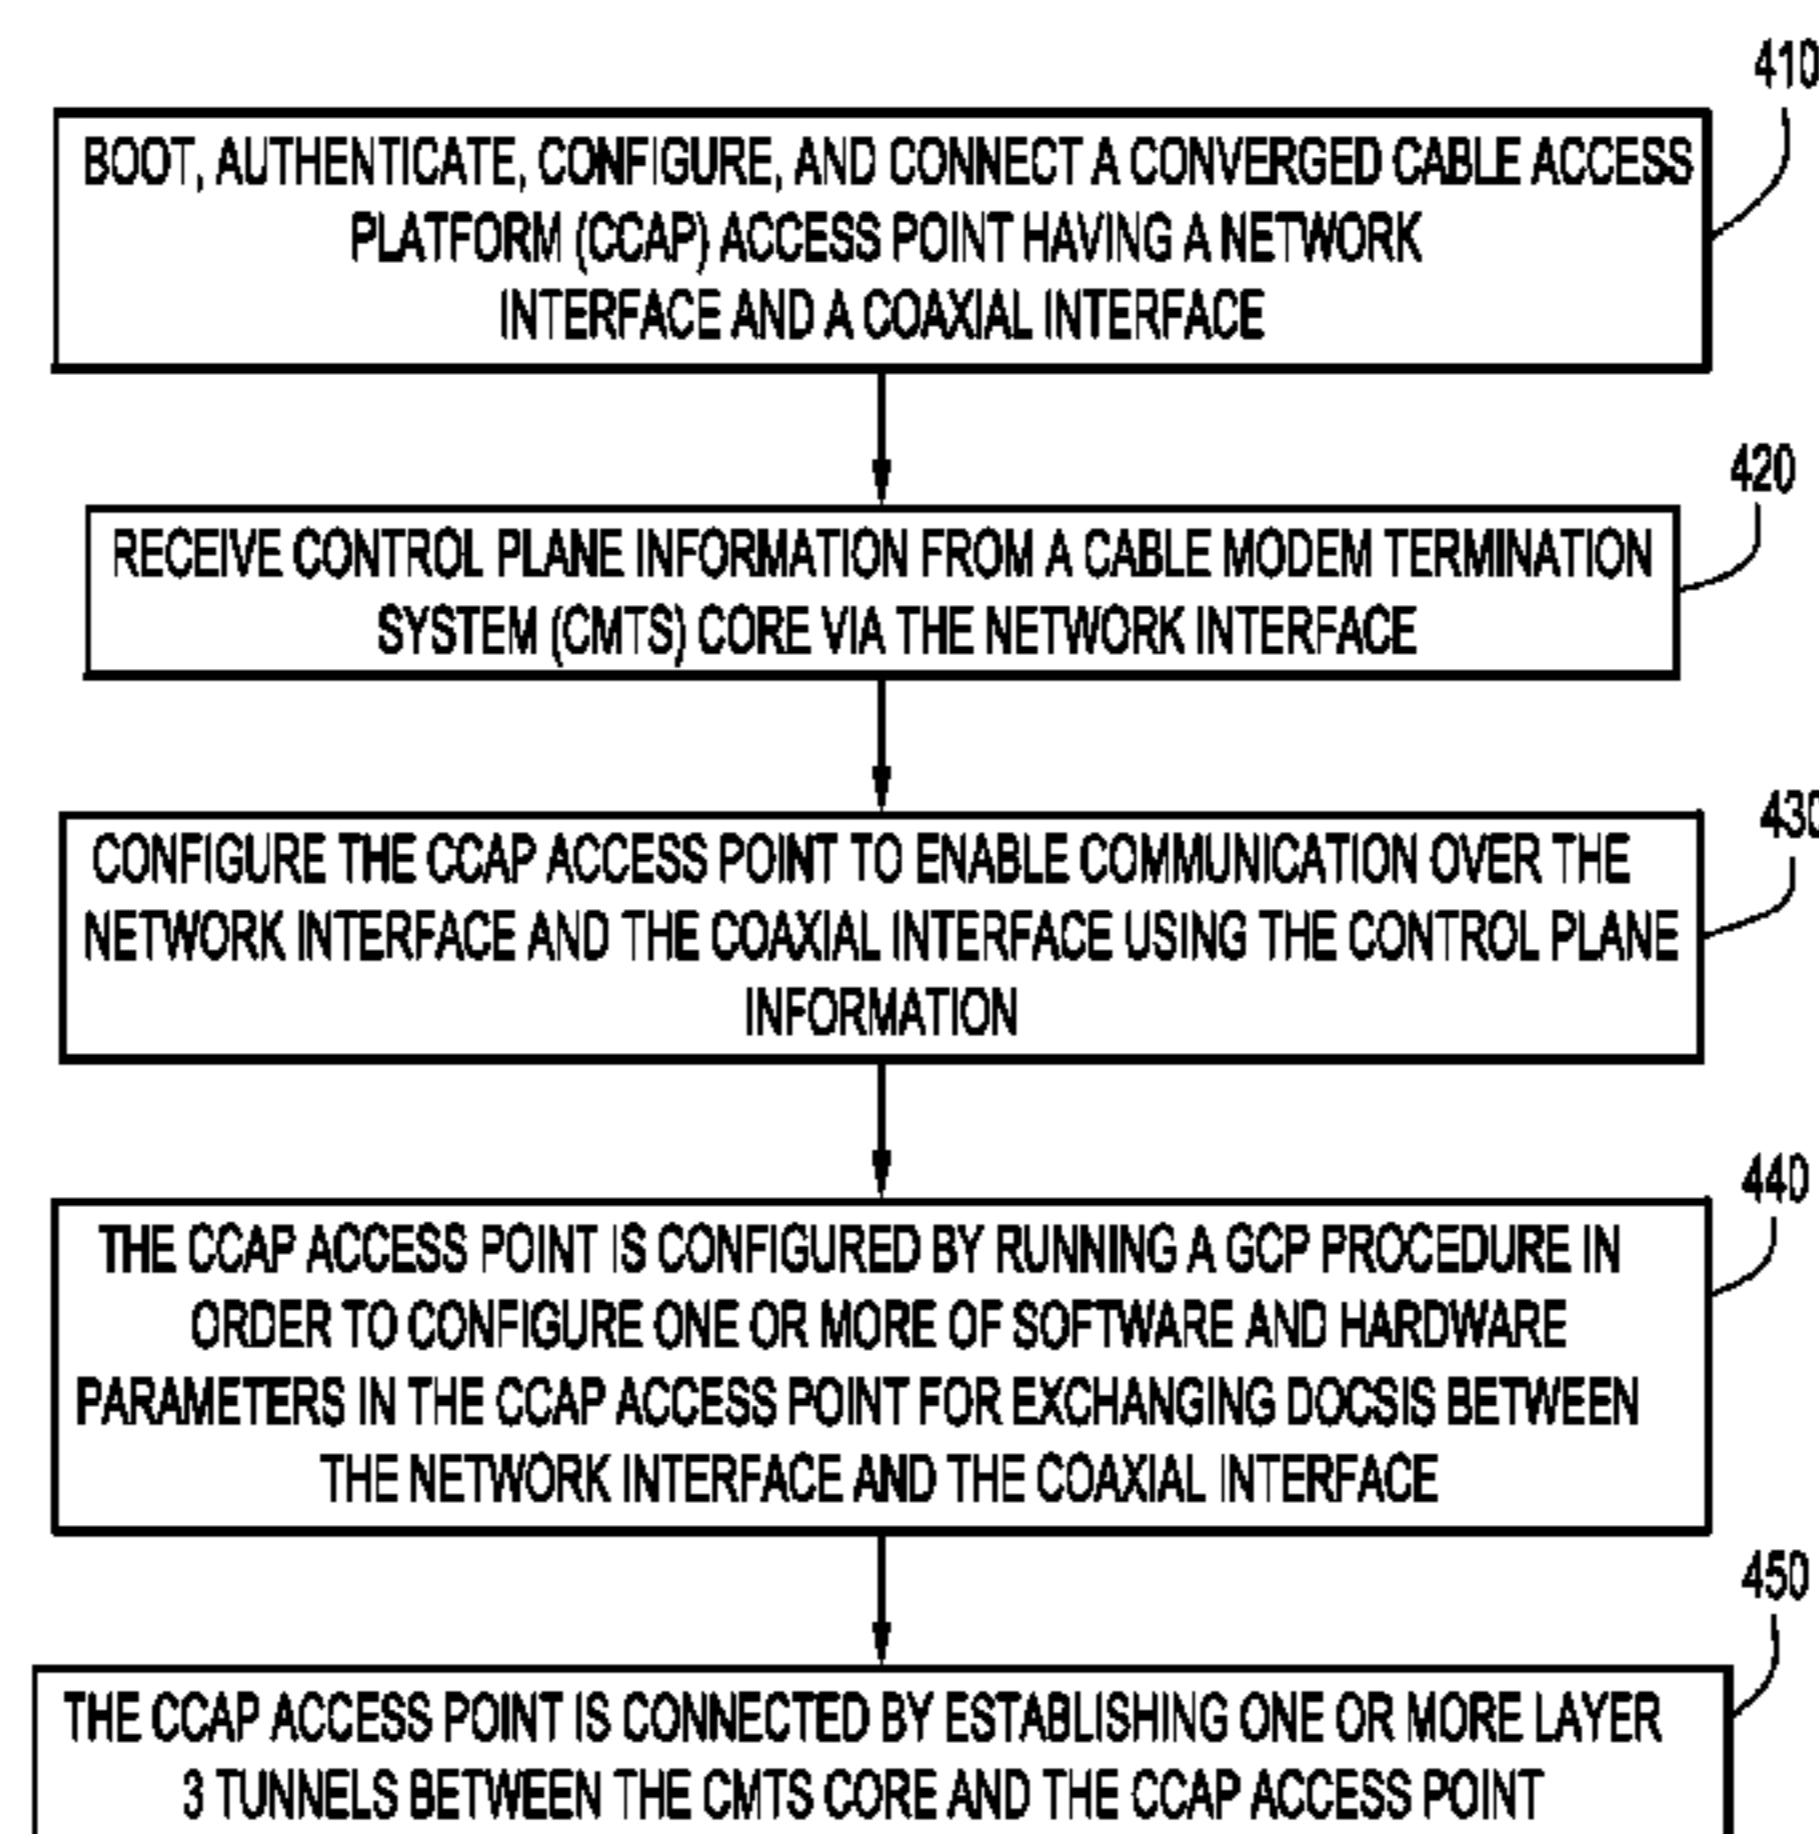 410
BOOT, AUTHENTICATE, CONFIGURE, AND CONNECT A CONVERGED CABLE ACCESS
PLATFORM (CCAP) ACCESS POINT HAVING A NETWORK
INTERFACE AND A COAXIAL INTERFACE
420
RECEIVE CONTROL PLANE INFORMATION FROM A CABLE MODEM TERMINATION
SYSTEM (CMTS) CORE VIA THE NETWORK INTERFACE
430
CONFIGURE THE CCAP ACCESS POINT TO ENABLE COMMUNICATION OVER THE
NETWORK INTERFACE AND THE COAXIAL INTERFACE USING THE CONTROL PLANE
INFORMATION
440
THE CCAP ACCESS POINT IS CONFIGURED BY RUNNING A GCP PROCEDURE IN
ORDER TO CONFIGURE ONE OR MORE OF SOFTWARE AND HARDWARE
PARAMETERS IN THE CCAP ACCESS POINT FOR EXCHANGING DOCSIS BETWEEN
THE NETWORK INTERFACE AND THE COAXIAL INTERFACE
450
THE CCAP ACCESS POINT IS CONNECTED BY ESTABLISHING ONE OR MORE LAYER
3 TUNNELS BETWEEN THE CMTS CORE AND THE CCAP ACCESS POINT